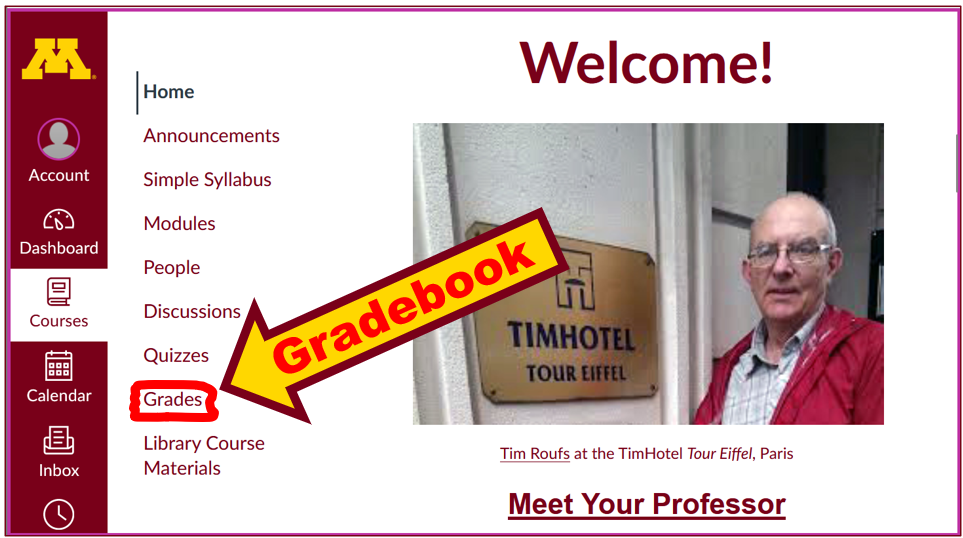 M
Account
Dashboard
Courses
Calendar
Inbox
Home
Announcements
Simple Syllabus
Modules
People
Discussions
Quizzes
Grades
Library Course
Materials
Gradebook
Welcome!
TIMHOTEL
TOUR EIFFEL
Tim Roufs at the TimHotel Tour Eiffel, Paris
Meet Your Professor